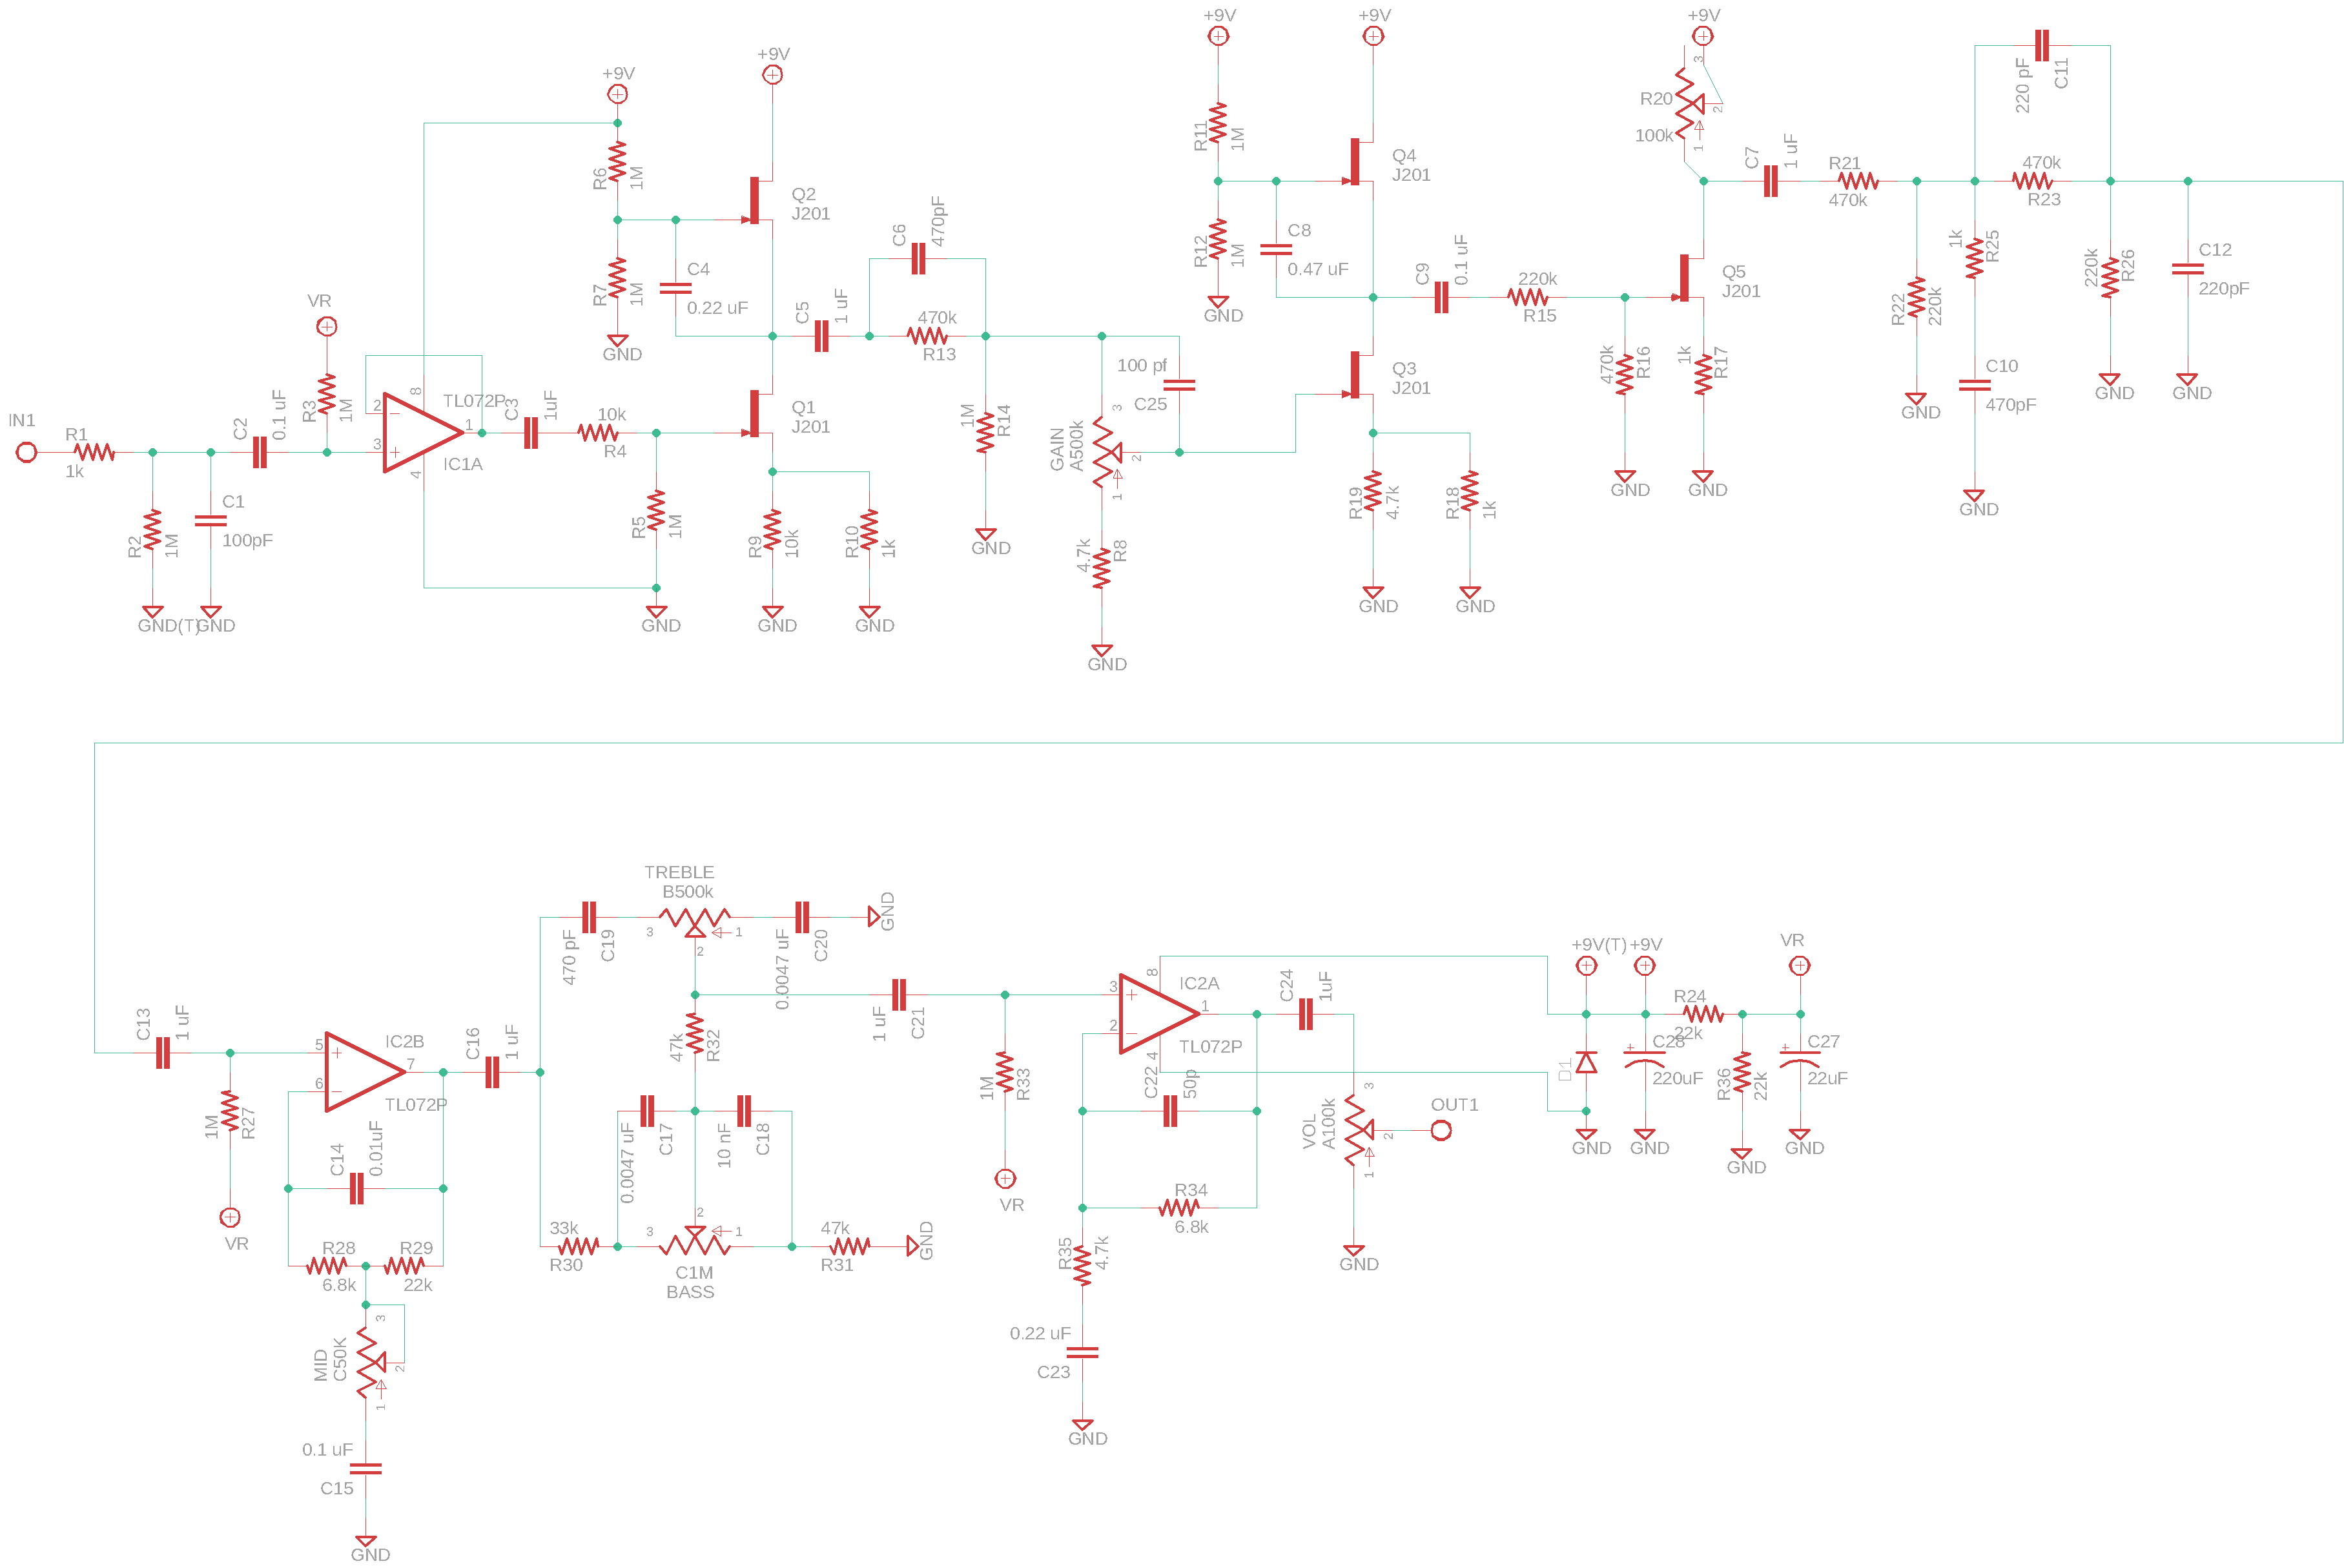 IN1
R1
1k
R2
1M
GND(T)
C1
100pF
GND
C2
0.1 uF
VR
R3
1M
2
3
8
4
1
TL072P
IC1A
C3
1uF
10k
R4
R5
1M
GND
+9V
R6
1M
R7
1M
GND
C4
0.22 uF
+9V
Q2
J201
Q1
J201
R9
10k
GND
R10
1k
GND
C5
1 uF
C6
470pF
470k
R13
1M
R14
GND
GAIN
A500k
3
2
1
100 pf
C25
4.7k
R8
GND
+9V
R11
1M
R12
1M
GND
C8
0.47 uF
+9V
Q4
J201
Q3
J201
R19
4.7k
GND
R18
1k
GND
C9
0.1 uF
220k
R15
470k
R16
GND
+9V
R20
100k
3
2
1
Q5
J201
1k
R17
GND
C7
1 uF
R21
470k
R22
220k
GND
220 pF
C11
470k
R23
1k
R25
C10
470pF
GND
220k
R26
GND
C12
220pF
GND
C13
1 uF
1M
R27
VR
5
6
7
IC2B
TL072P
C14
0.01uF
R28
6.8k
R29
22k
MID
C50K
3
2
1
0.1 uF
C15
GND
C16
1 uF
TREBLE
B500k
470 pF
C19
3
1
2
0.0047 uF
C20
GND
47k
R32
0.0047 uF
C17
10 nF
C18
33k
R30
3
2
1
C1M
BASS
47k
R31
GND
1 uF
C21
1M
R33
VR
3
2
8
4
1
IC2A
TL072P
C22
50p
R34
6.8k
R35
4.7k
0.22 uF
C23
GND
C24
1uF
VOL
A100k
3
2
1
OUT1
GND
+9V(T)
+9V
VR
D1
GND
R24
22k
C28
220uF
GND
R36
22k
GND
C27
22uF
GND